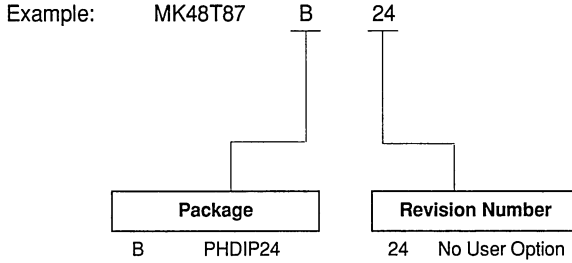 Example: MK48T87 B 24
Package Revision Number
B PHDIP24 24 No User Option